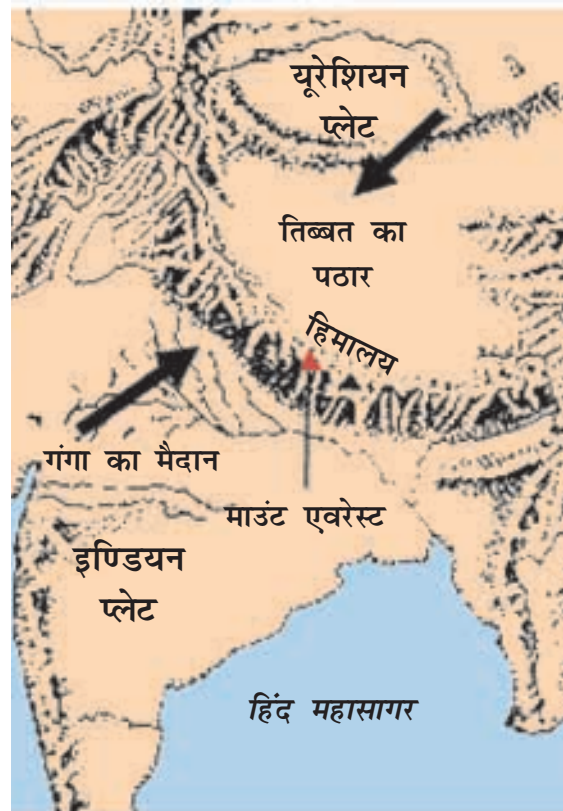 यूरेशियन
प्लेट
तिब्बत का
पठार
हिमालय
गंगा का मैदान
माउंट एवरेस्ट
इण्डियन
प्लेट
हिंद महासागर